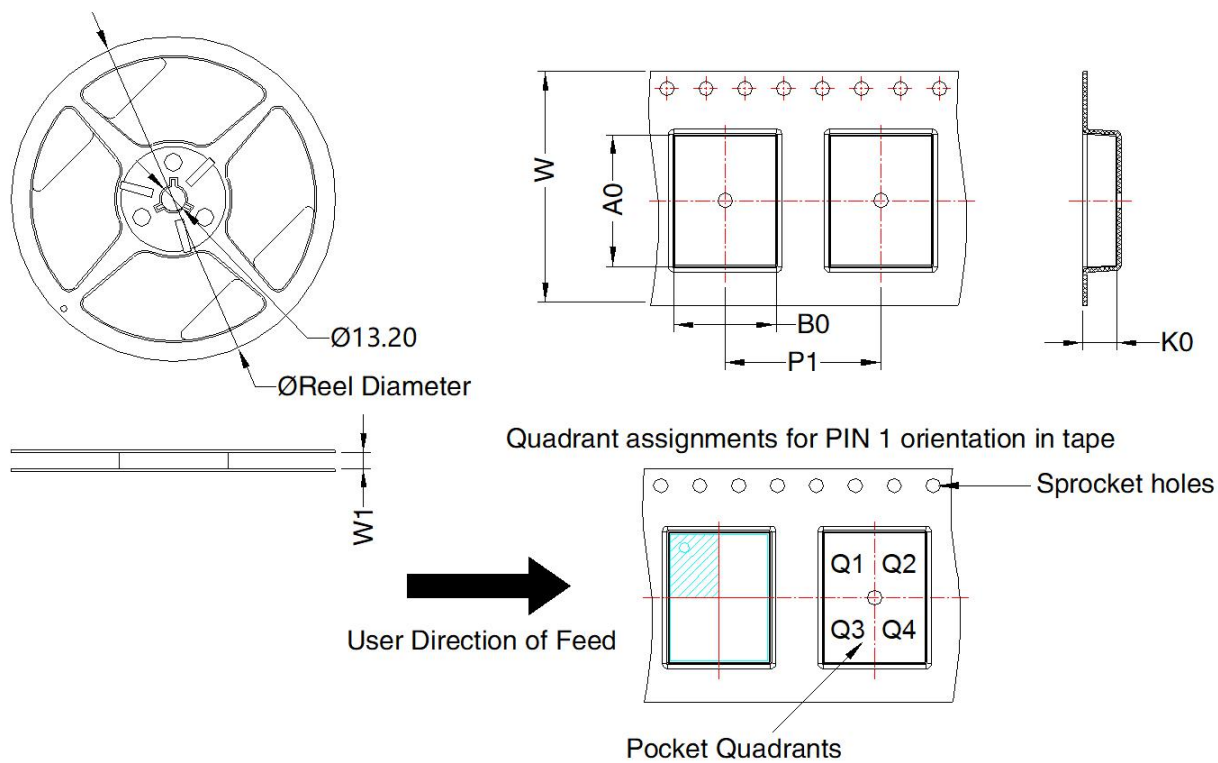 W
A0
B0
P1
K0
Ø13.20
ØReel Diameter
W1
Quadrant assignments for PIN 1 orientation in tape
Sprocket holes
Q1 Q2
Q3 Q4
User Direction of Feed
Pocket Quadrants